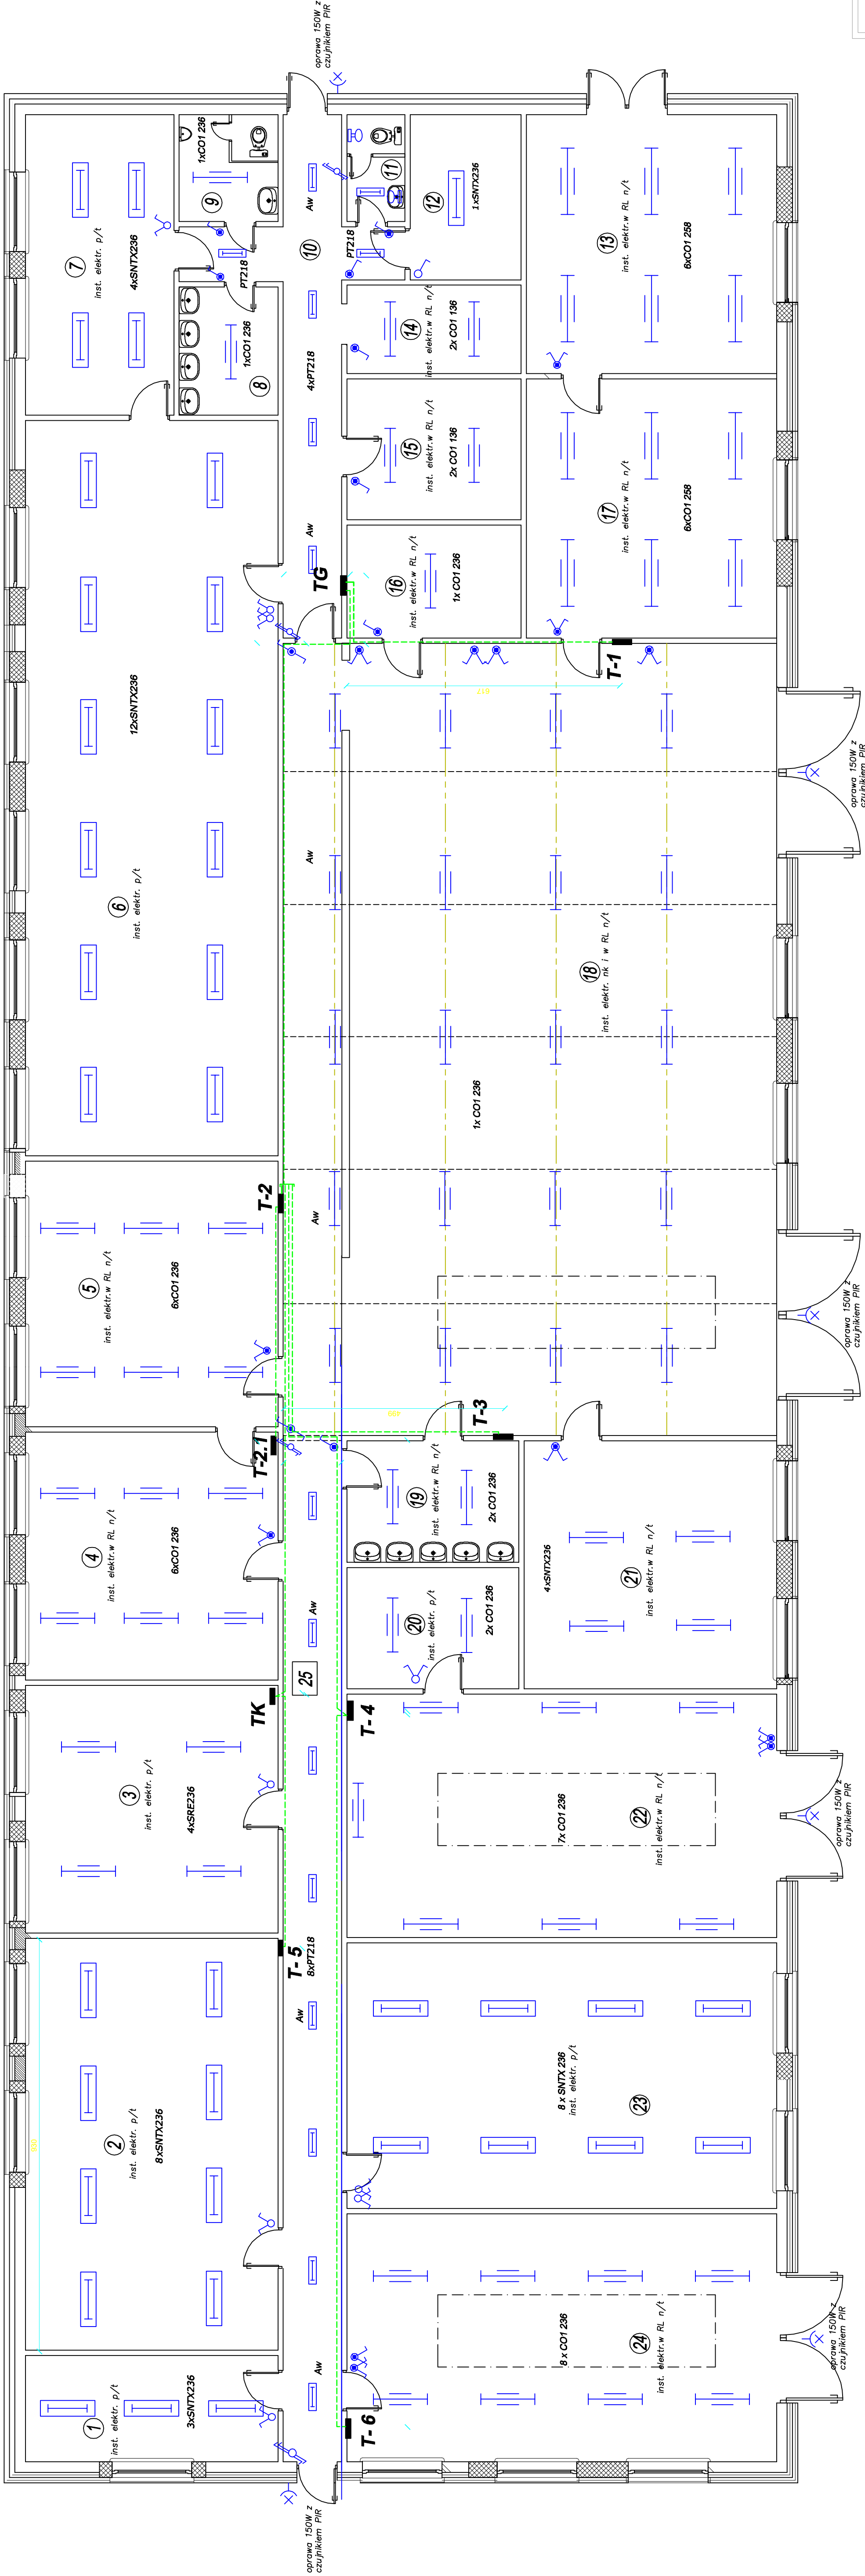 oprawa 150W z
czujnikiem PIR
7
inst. elektr. p/t
4xSNTX236
1xCO1 236
9
PT218
8
1xCO1 236
10
Aw
4xPT218
Aw
TG
11
PT218
12
1xSNTX236
14
inst. elektr.w RL n/t
2x CO1 136
15
inst. elektr.w RL n/t
2x CO1 136
16
inst. elektr.w RL n/t
1x CO1 236
13
inst. elektr.w RL n/t
6xCO1 258
17
inst. elektr.w RL n/t
6xCO1 258
T-1
617
12xSNTX236
6
inst. elektr. p/t
Aw
18
inst. elektr. nk i w RL n/t
1x CO1 236
Aw
oprawa 150W z
czujnikiem PIR
T-2
5
inst. elektr.w RL n/t
6xCO1 236
T-2.1
T-3
oprawa 150W z
czujnikiem PIR
4
inst. elektr.w RL n/t
6xCO1 236
19
inst. elektr.w RL n/t
2x CO1 236
20
inst. elektr. p/t
2x CO1 236
4xSNTX236
21
inst. elektr.w RL n/t
Aw
25
TK
T- 4
3
inst. elektr. p/t
4xSRE236
7x CO1 236
22
inst. elektr.w RL n/t
oprawa 150W z
czujnikiem PIR
T- 5
8xPT218
Aw
2
inst. elektr. p/t
8xSNTX236
8 x SNTX 236
inst. elektr. p/t
23
8 x CO1 236
24
inst. elektr.w RL n/t
oprawa 150W z
czujnikiem PIR
Aw
T- 6
1
inst. elektr. p/t
3xSNTX236
oprawa 150W z
czujnikiem PIR